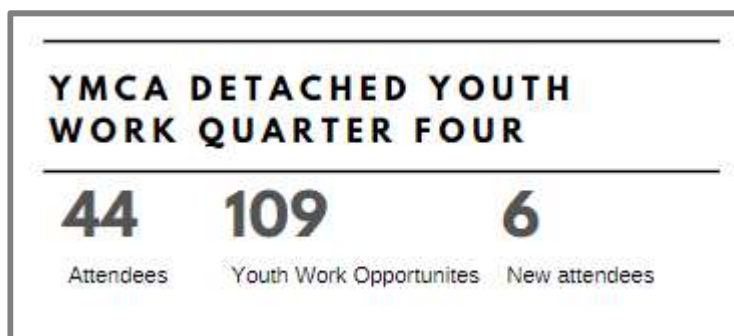 YMCA DETACHED YOUTH
WORK QUARTER FOUR
44 109 6
Attendees Youth Work Opportunites New attendees